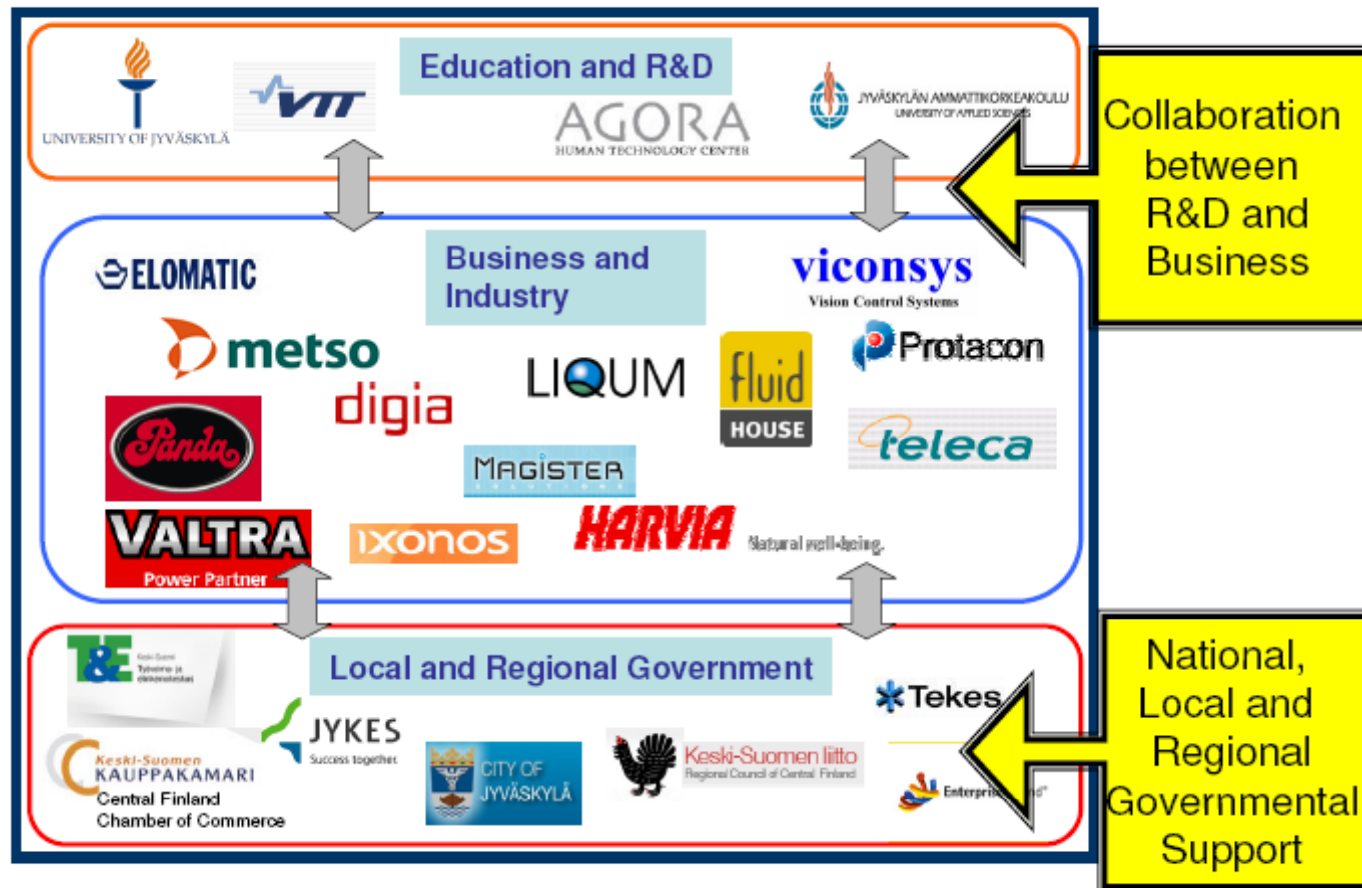 Education and R&D
UNIVERSITY OF JYVÄSKYLÄ
VTT
AGORA
HUMAN TECHNOLOGY CENTER
JYVÄSKYLÄN AMMATTIKORKEAKOULU
UNIVERSITY OF APPLIED SCIENCES
Collaboration
between
R&D and
Business
Business and
Industry
ELOMATIC
viconsys
Vision Control Systems
metso
digia
LIQUM
fluid
HOUSE
Protacon
Panda
MAGISTER
SOLUTIONS
teleca
VALTRA
Power Partner
ixonos
HARVIA
Natural well-being.
Local and Regional Government
T&E
Keski-Suomi
Työvoima- ja
elinkeinokeskus
Keski-Suomen
KAUPPAKAMARI
Central Finland
Chamber of Commerce
JYKES
Success together.
CITY OF
JYVÄSKYLÄ
Keski-Suomen liitto
Regional Council of Central Finland
Tekes
National,
Local and
Regional
Governmental
Support